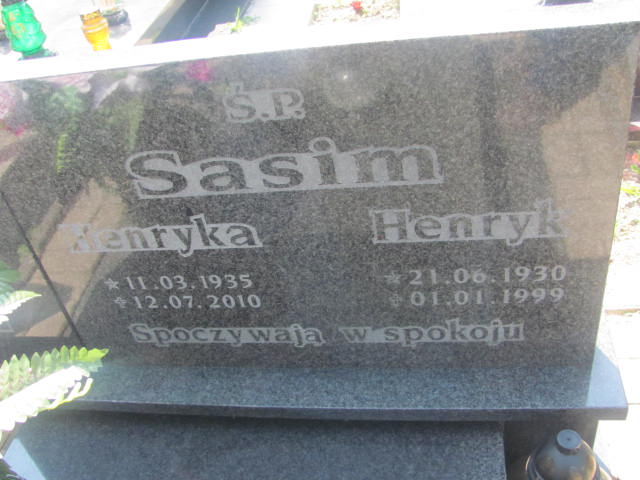 Ś.P.
Sasim
Henryka Henryk
* 11.03.1935 * 21.06.1930
+ 12.07.2010 + 01.01.1999
Spoczywają w spokoju